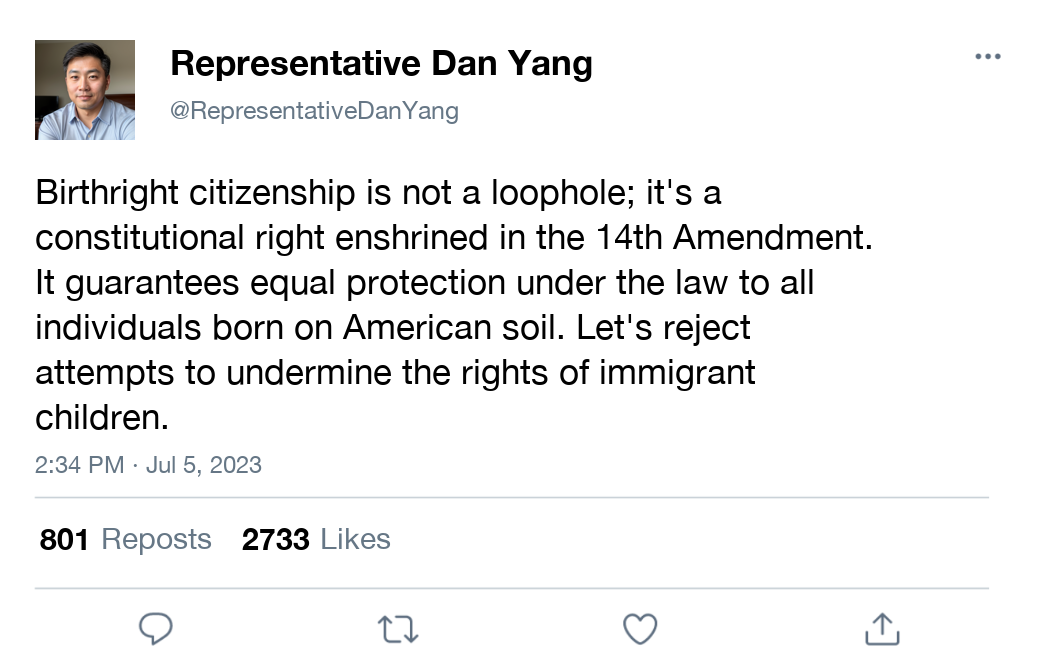 Representative Dan Yang
@RepresentativeDanYang
Birthright citizenship is not a loophole; it's a
constitutional right enshrined in the 14th Amendment.
It guarantees equal protection under the law to all
individuals born on American soil. Let's reject
attempts to undermine the rights of immigrant
children.
2:34 PM · Jul 5, 2023
801 Reposts 2733 Likes